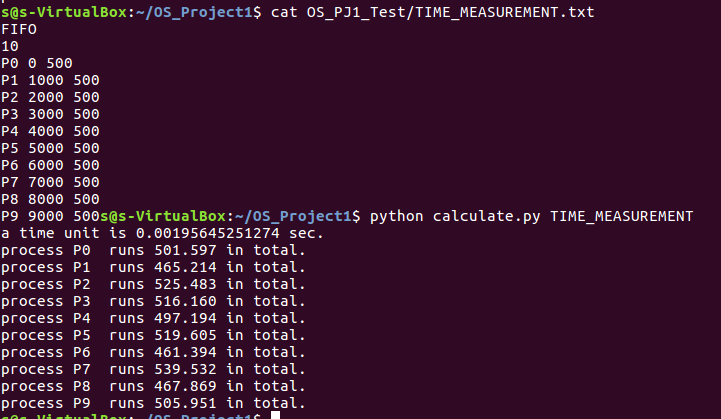 s@s-VirtualBox:~/OS_Project1$ cat OS_PJ1_Test/TIME_MEASUREMENT.txt
FIFO
10
P0 0 500
P1 1000 500
P2 2000 500
P3 3000 500
P4 4000 500
P5 5000 500
P6 6000 500
P7 7000 500
P8 8000 500
P9 9000 500s@s-VirtualBox:~/OS_Project1$ python calculate.py TIME_MEASUREMENT
a time unit is 0.00195645251274 sec.
process P0  runs 501.597 in total.
process P1  runs 465.214 in total.
process P2  runs 525.483 in total.
process P3  runs 516.160 in total.
process P4  runs 497.194 in total.
process P5  runs 519.605 in total.
process P6  runs 461.394 in total.
process P7  runs 539.532 in total.
process P8  runs 467.869 in total.
process P9  runs 505.951 in total.
s@s-VirtualBox:~/OS_Project1$